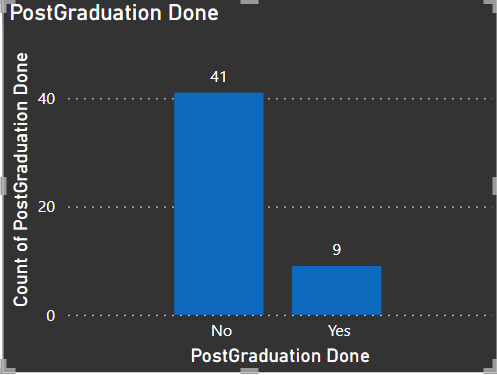 PostGraduation Done
Count of PostGraduation Done
41
40
20
9
0
No
Yes
PostGraduation Done